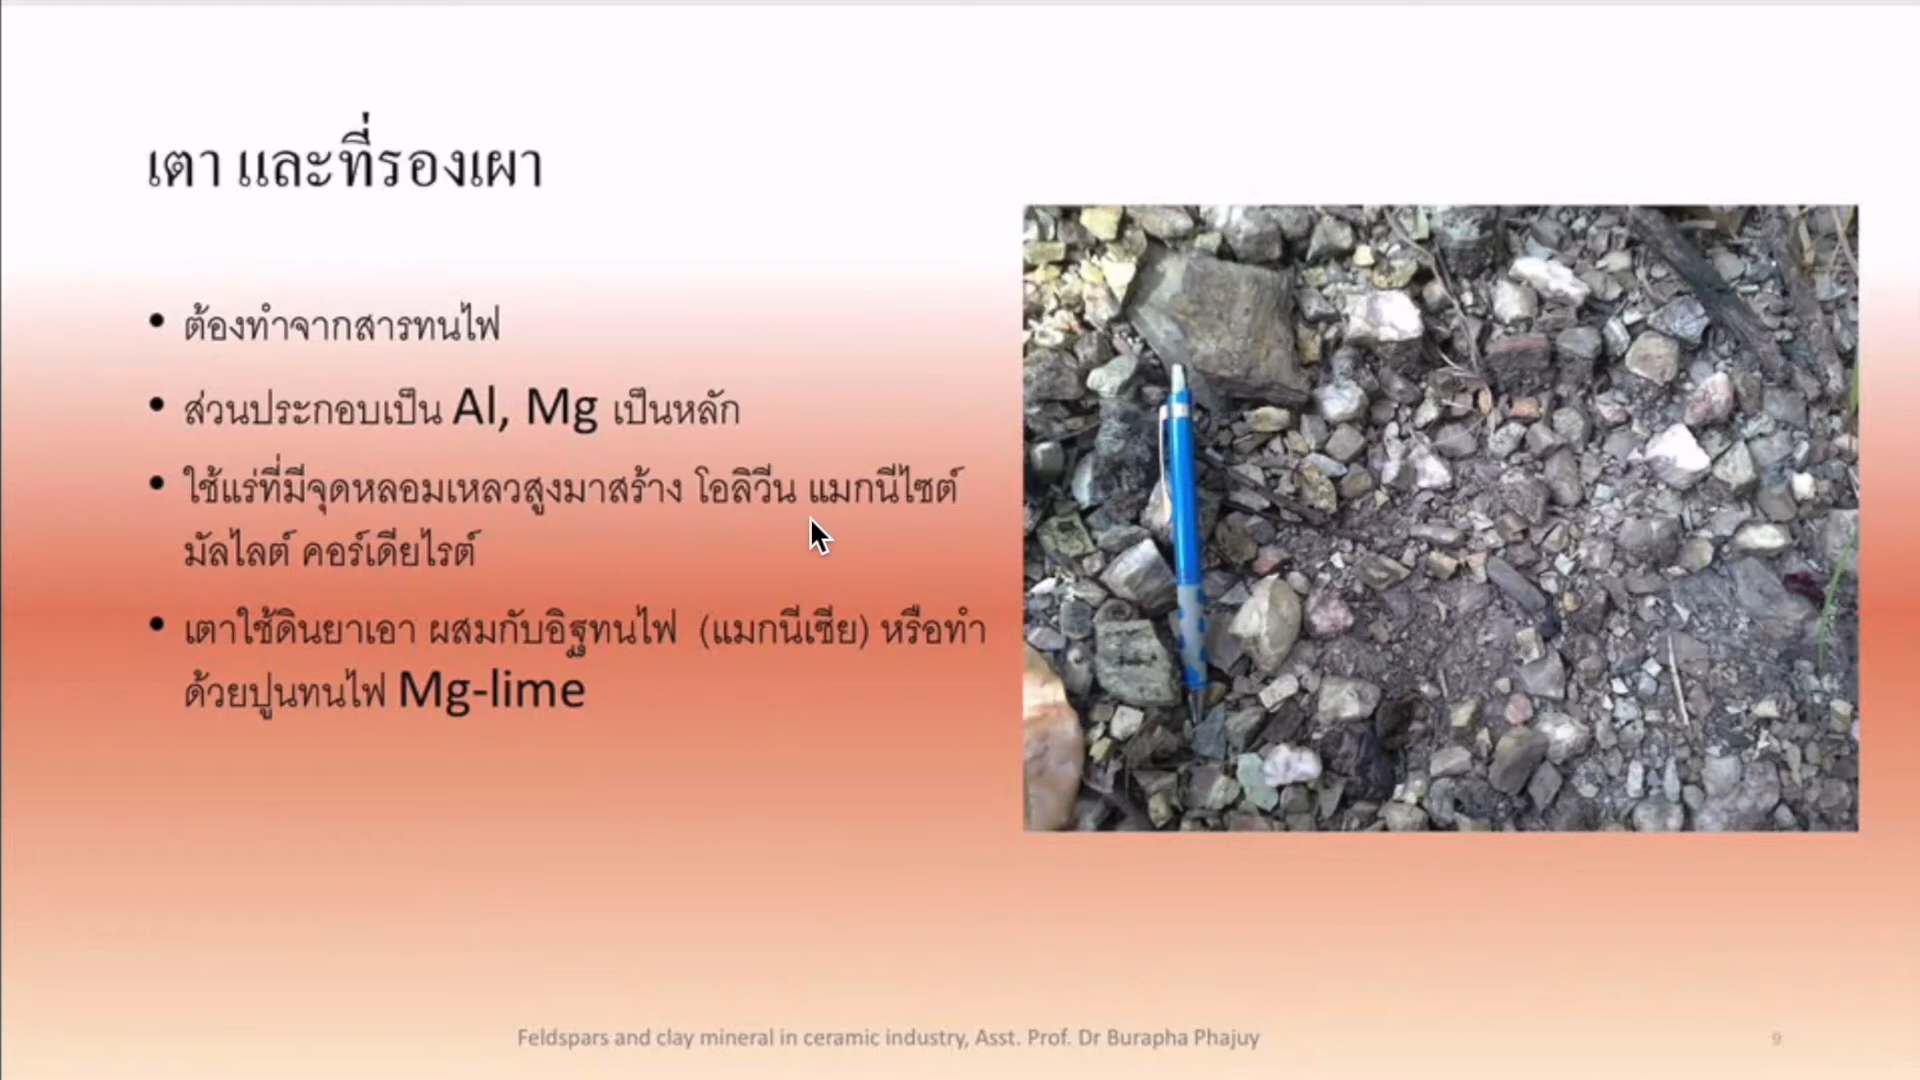 เตา และที่รองเผา
• ต้องทำจากสารทนไฟ
• ส่วนประกอบเป็น Al, Mg เป็นหลัก
• ใช้แร่ที่มีจุดหลอมเหลวสูงมาสร้าง โอลิวีน แมกนีไซต์
มัลไลต์ คอร์เดียไรต์
• เตาใช้ดินยาเอา ผสมกับอิฐทนไฟ (แมกนีเซีย) หรือทำ
ด้วยปูนทนไฟ Mg-lime
Feldspars and clay mineral in ceramic industry, Asst. Prof. Dr Burapha Phajuy
9